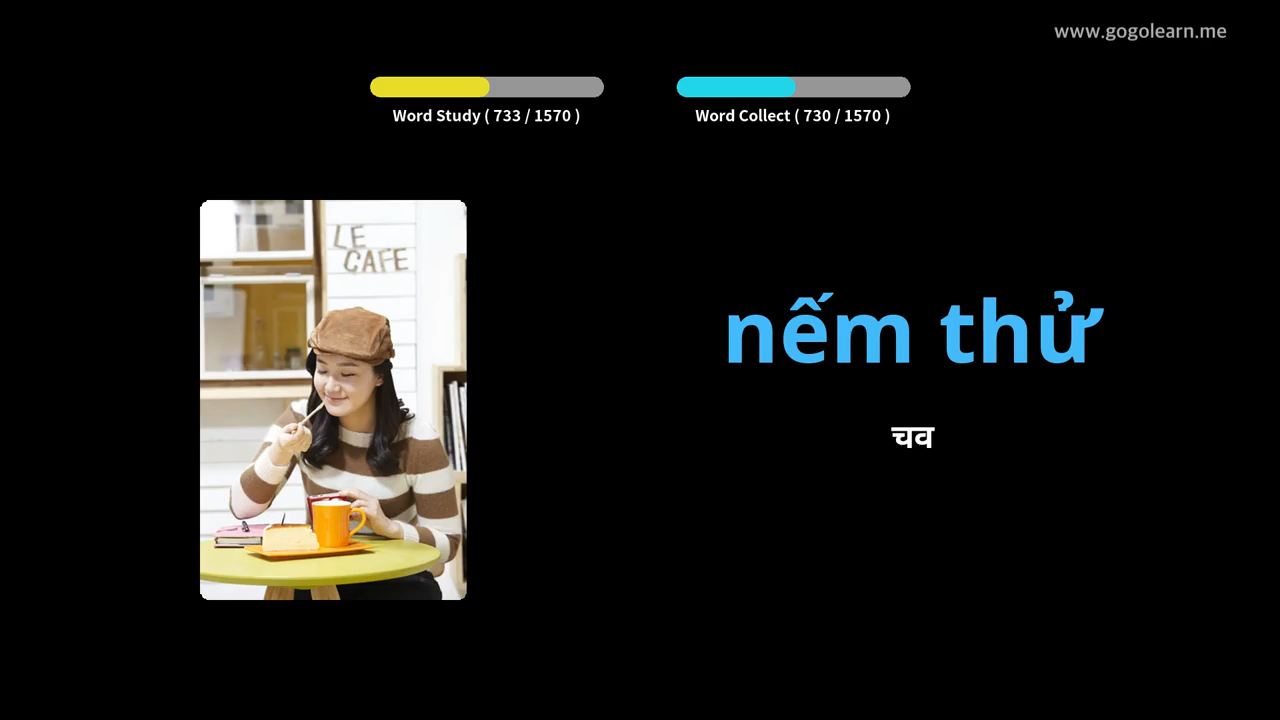 www.gogolearn.me
Word Study ( 733 / 1570 )
Word Collect ( 730 / 1570 )
LE
CAFE
nếm thử
चव